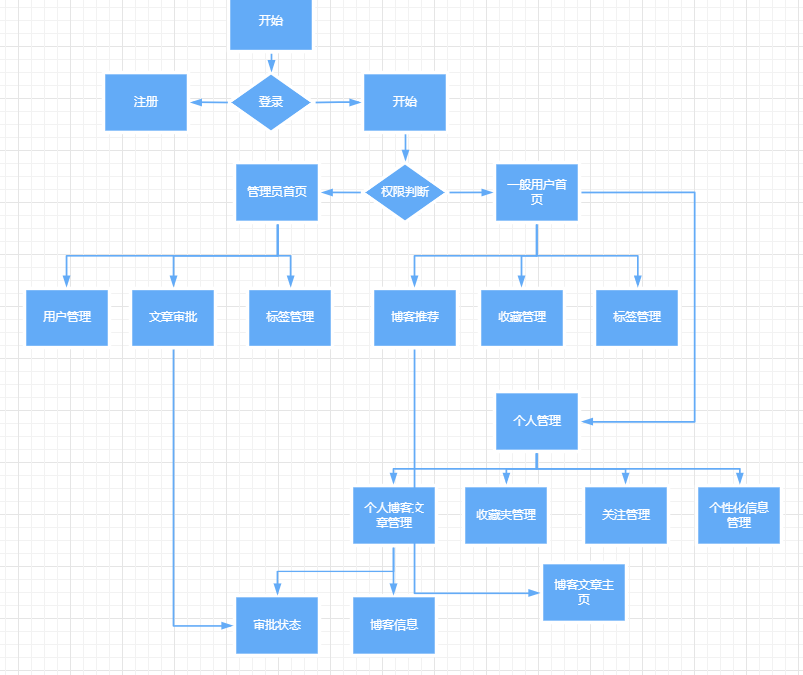 开始
注册
登录
开始
管理员首页
权限判断
一般用户首
页
用户管理
文章审批
标签管理
博客推荐
收藏管理
标签管理
个人管理
个人博客文
章管理
收藏夹管理
关注管理
个性化信息
管理
博客文章主
页
审批状态
博客信息